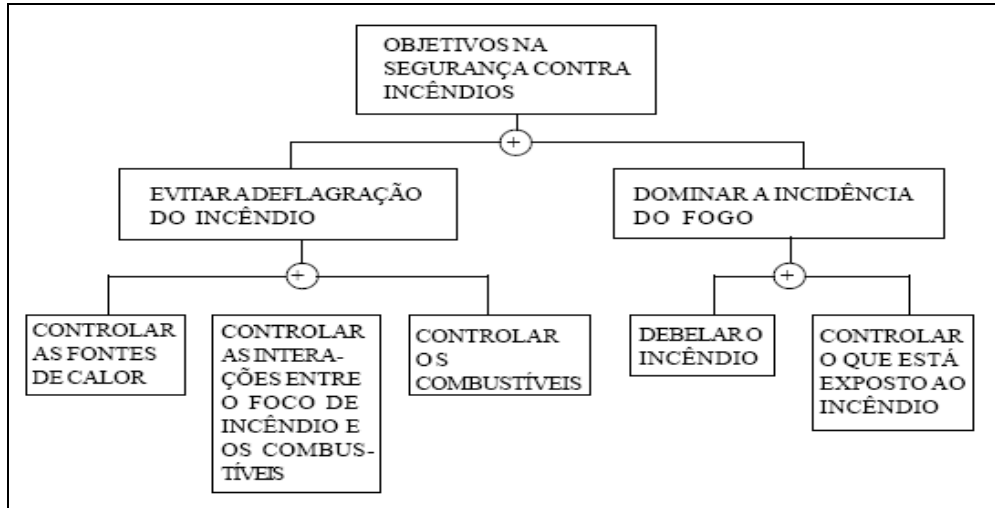 OBJETIVOS NA
SEGURANÇA CONTRA
INCÊNDIOS
+
EVITAR A DEFLAGRAÇÃO
DO INCÊNDIO
DOMINAR A INCIDÊNCIA
DO FOGO
+
+
CONTROLAR
AS FONTES
DE CALOR
CONTROLAR
AS INTERA-
ÇÕES ENTRE
O FOCO DE
INCÊNDIO E
OS COMBUS-
TÍVEIS
CONTROLAR
OS
COMBUSTÍVEIS
DEBELAR O
INCÊNDIO
CONTROLAR
O QUE ESTÁ
EXPOSTO AO
INCÊNDIO